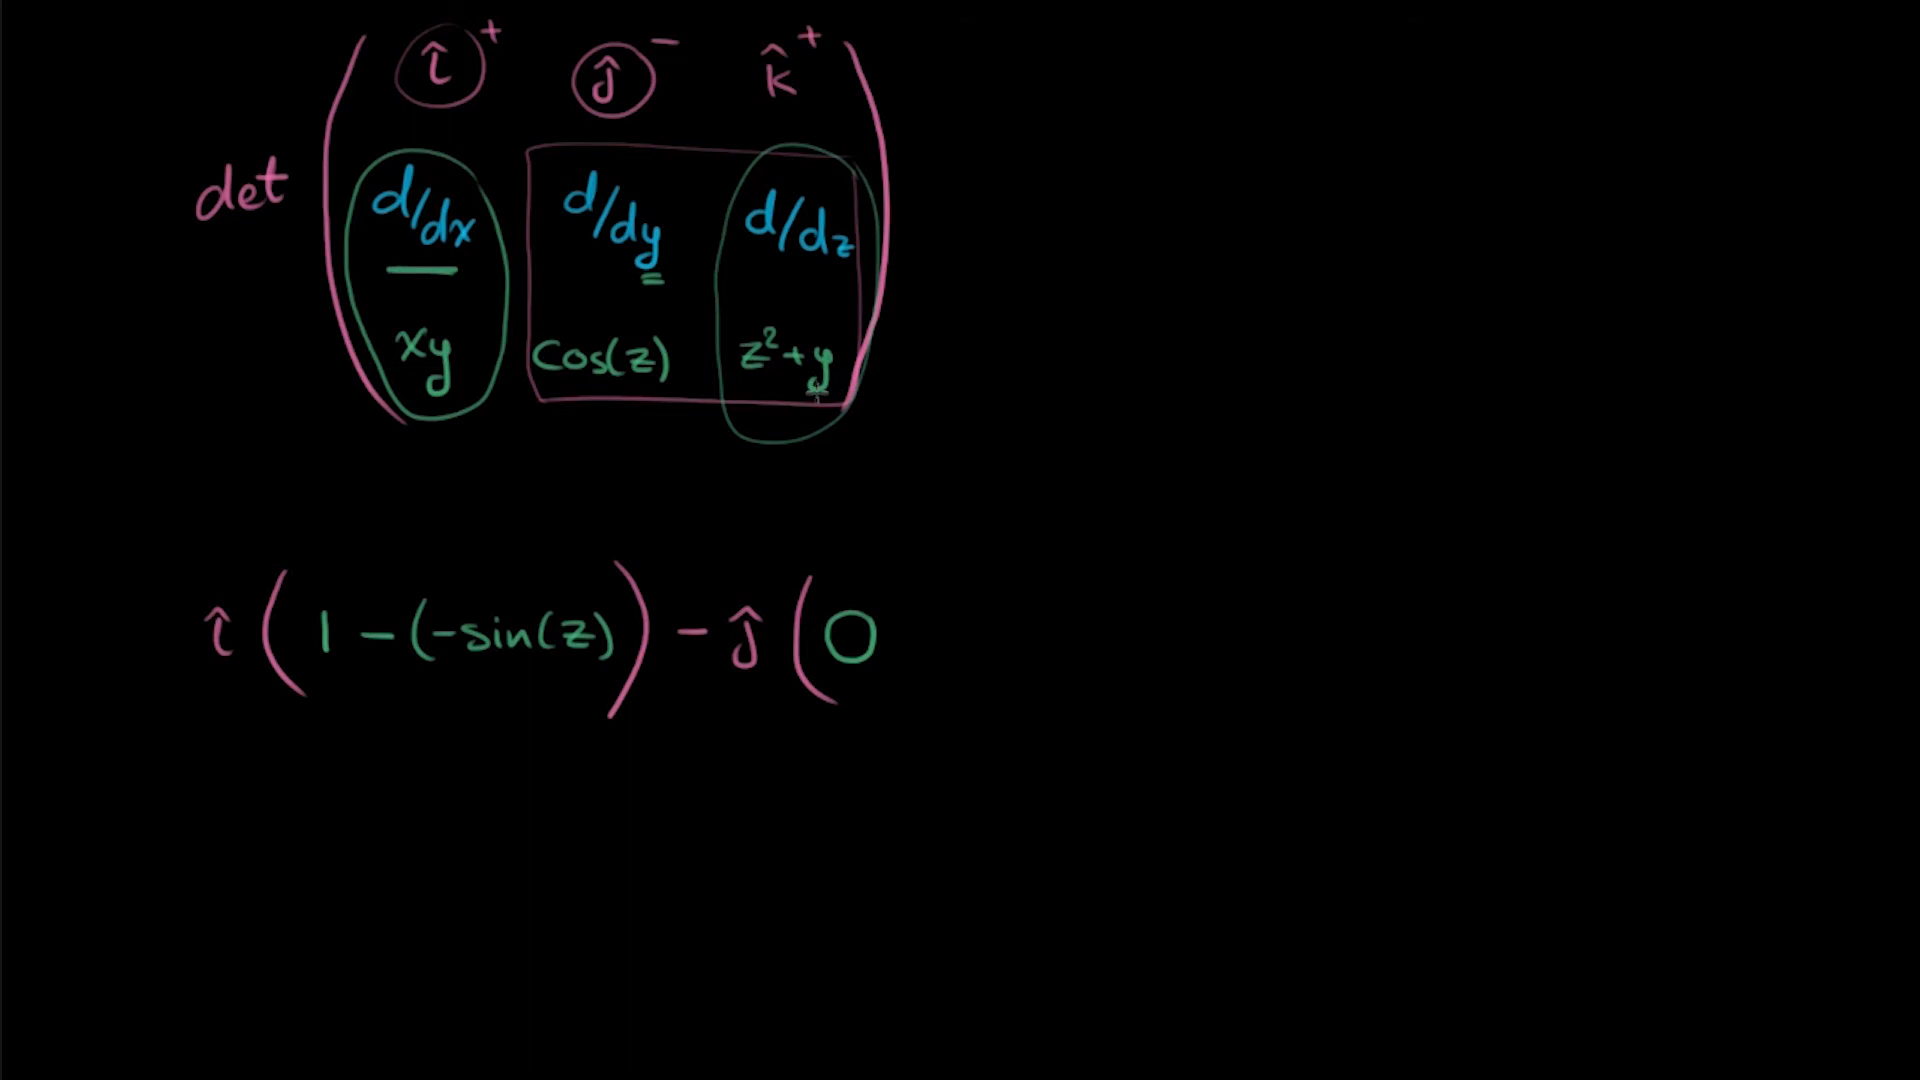 î⁺ ĵ⁻ k̂⁺
det d/dx d/dy d/dz
xy Cos(z) z²+y
î(1-(-sin(z))-ĵ(0